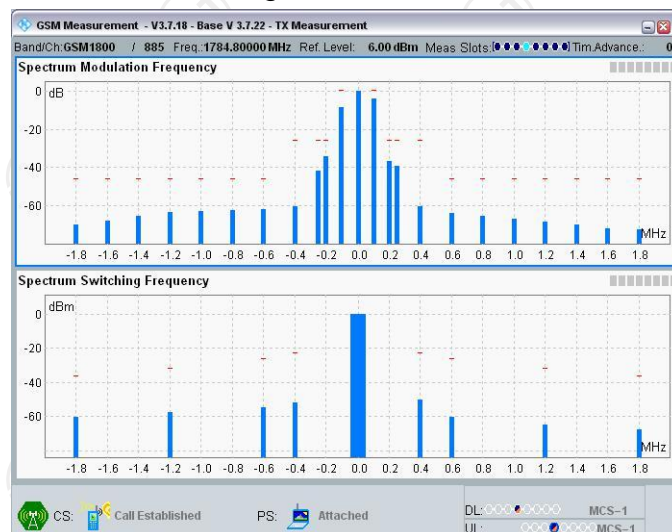 GSM Measurement - V3.7.18 - Base V 3.7.22 - TX Measurement
Band/Ch:GSM1800 / 885 Freq.:1784.80000 MHz Ref. Level: 6.00 dBm Meas Slots: Tim.Advance.: 0
Spectrum Modulation Frequency
dB
0
-20
-40
-60
MHz
-1.8 -1.6 -1.4 -1.2 -1.0 -0.8 -0.6 -0.4 -0.2 0.0 0.2 0.4 0.6 0.8 1.0 1.2 1.4 1.6 1.8
Spectrum Switching Frequency
dBm
0
-20
-40
-60
MHz
-1.8 -1.6 -1.4 -1.2 -1.0 -0.8 -0.6 -0.4 -0.2 0.0 0.2 0.4 0.6 0.8 1.0 1.2 1.4 1.6 1.8
CS: Call Established PS: Attached DL: MCS-1
UL: MCS-1